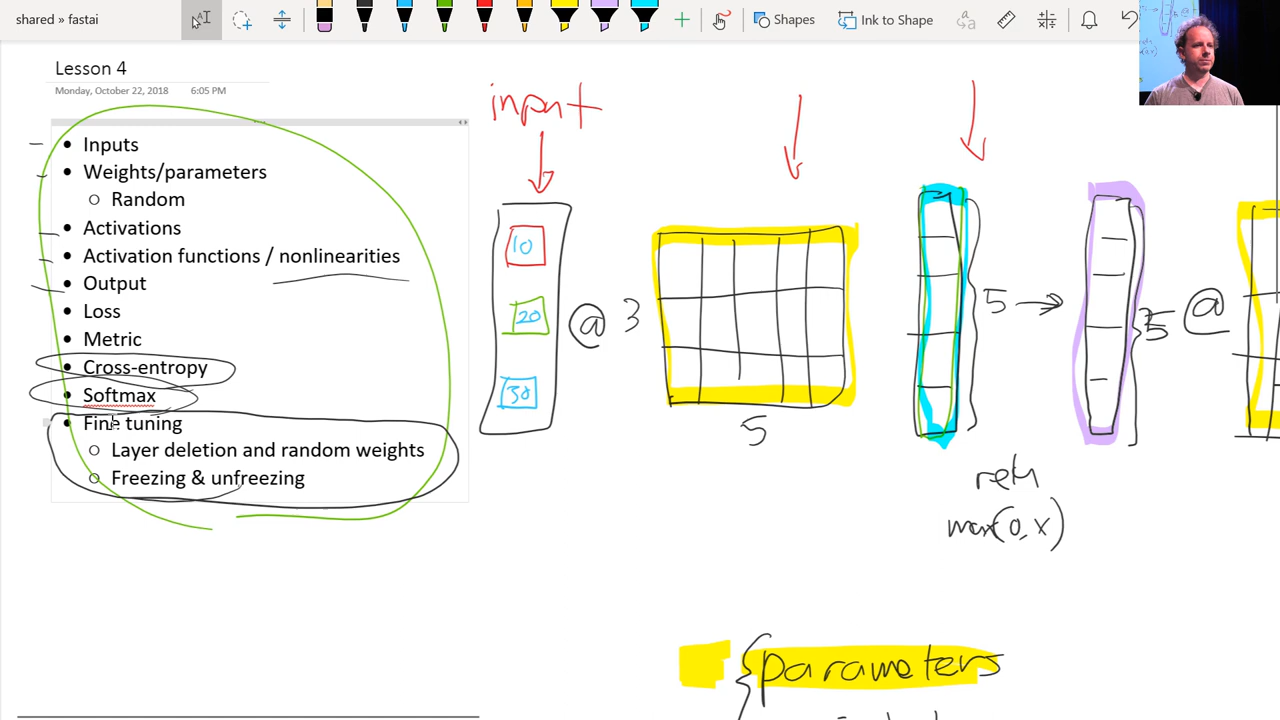 shared » fastai
Shapes
Ink to Shape
Lesson 4
Monday, October 22, 2018 6:05 PM
Inputs
Weights/parameters
Random
Activations
Activation functions / nonlinearities
Output
Loss
Metric
Cross-entropy
Softmax
Fine tuning
Layer deletion and random weights
Freezing & unfreezing
input
10
20
30
@ 3
5
5
5 @
relu
max(0,x)
parameters